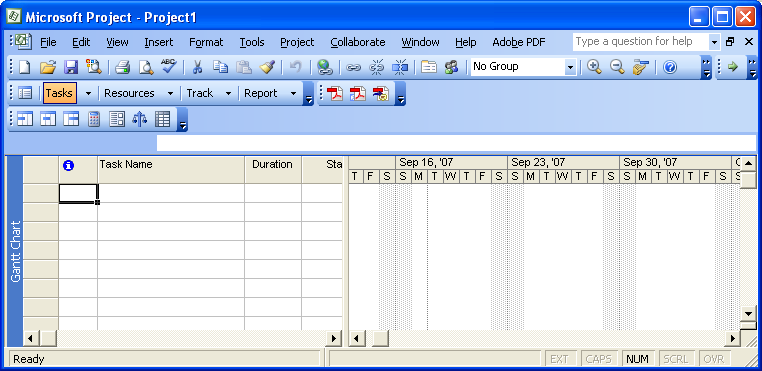 Microsoft Project - Project1
File Edit View Insert Format Tools Project Collaborate Window Help Adobe PDF Type a question for help
ABC No Group
Tasks Resources Track Report
Task Name Duration Sta Sep 16, '07 Sep 23, '07 Sep 30, '07
T F S S M T W T F S S M T W T F S S M T W T F S
Gantt Chart
Ready EXT CAPS NUM SCRL OVR